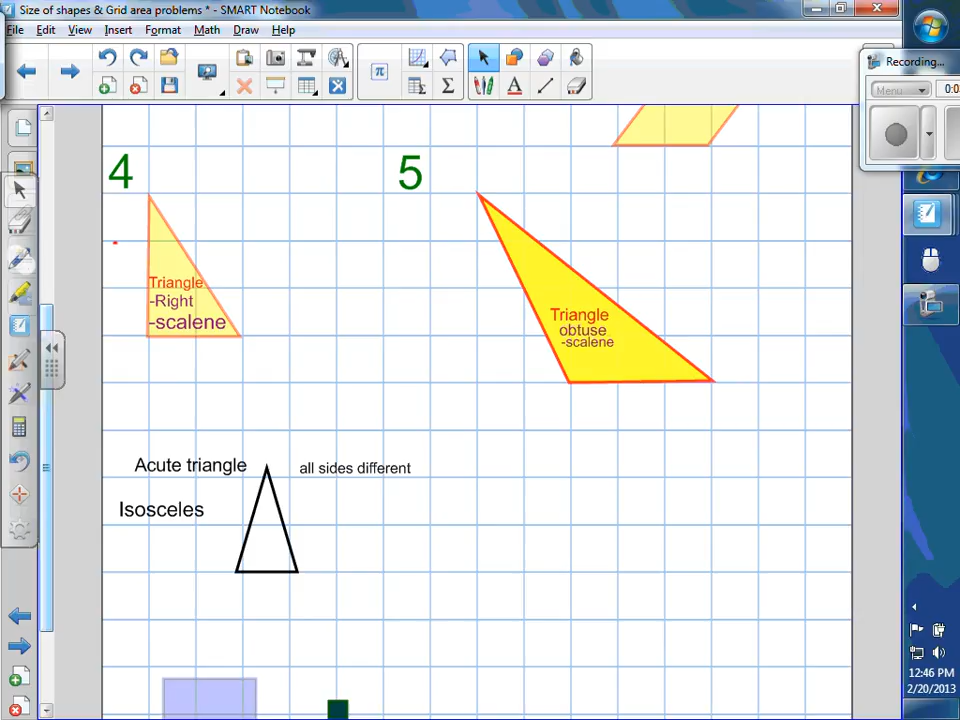 Size of shapes & Grid area problems * - SMART Notebook
File Edit View Insert Format Math Draw Help
Recording...
Menu
0:0
π
Σ
A
4
5
Triangle
-Right
-scalene
Triangle
obtuse
-scalene
Acute triangle
all sides different
Isosceles
12:46 PM
2/20/2013